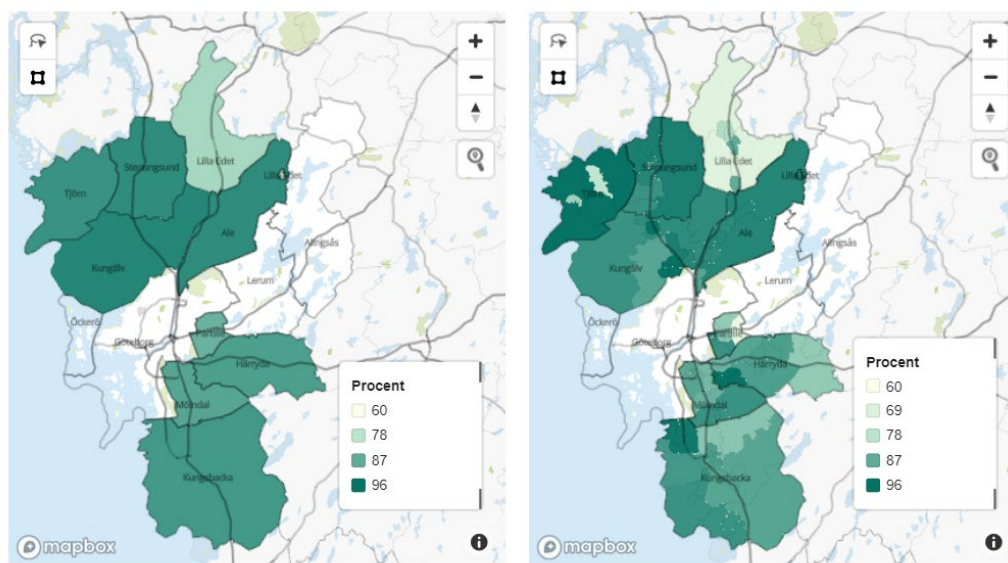 Lilla Edet
Stenungsund
Lilla Edet
Tjörn
Ale
Alingsås
Kungälv
Lerum
Öckerö
Göteborg
Partille
Härryda
Mölndal
Kungsbacka
Procent
60
78
87
96
mapbox
Lilla Edet
Stenungsund
Lilla Edet
Tjörn
Ale
Alingsås
Kungälv
Lerum
Öckerö
Göteborg
Partille
Härryda
Mölndal
Kungsbacka
Procent
60
69
78
87
96
mapbox